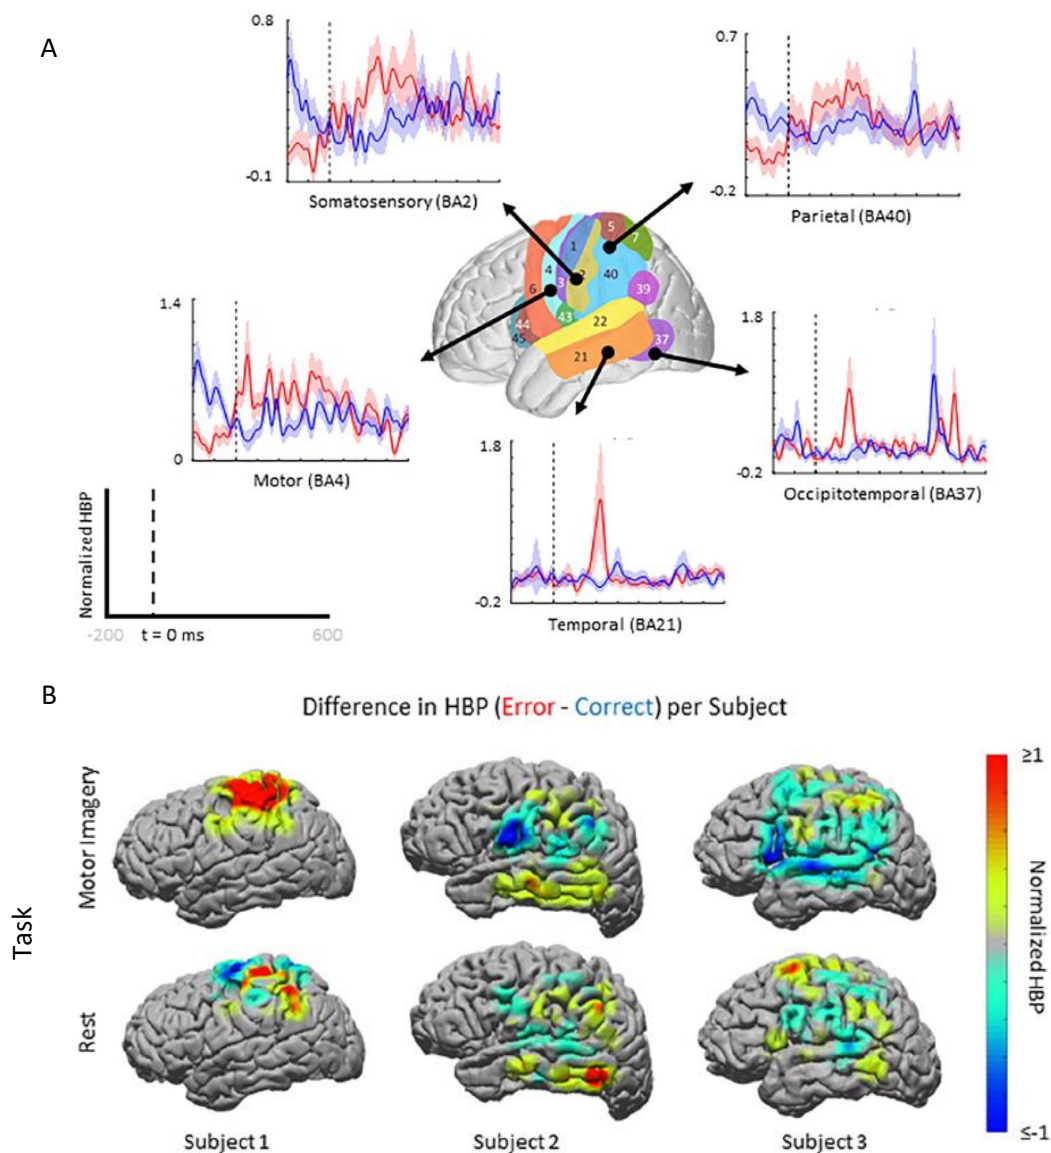 A
0.8
-0.1
Somatosensory (BA2)
0.7
-0.2
Parietal (BA40)
1
5
7
4
3
2
40
6
39
43
22
44
45
37
21
1.4
0
Motor (BA4)
1.8
-0.2
Occipitotemporal (BA37)
1.8
-0.2
Temporal (BA21)
Normalized HBP
-200
t = 0 ms
600
B
Difference in HBP (Error - Correct) per Subject
Task
Motor Imagery
Rest
Subject 1
Subject 2
Subject 3
≥1
Normalized HBP
≤-1